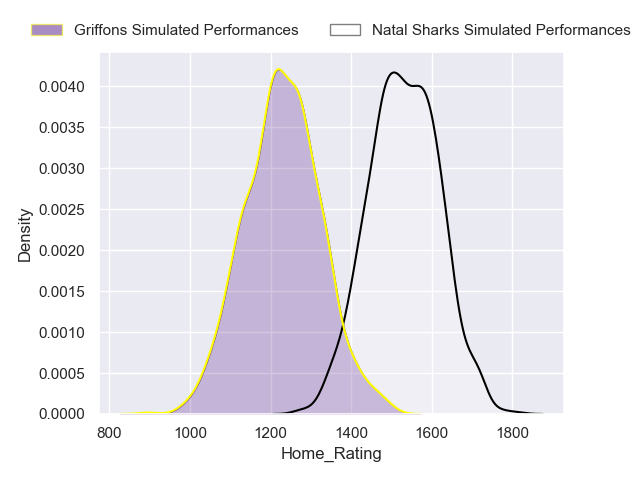 Griffons Simulated Performances
Natal Sharks Simulated Performances
0.0040
0.0035
0.0030
0.0025
0.0020
0.0015
0.0010
0.0005
0.0000
Density
800 1000 1200 1400 1600 1800
Home_Rating